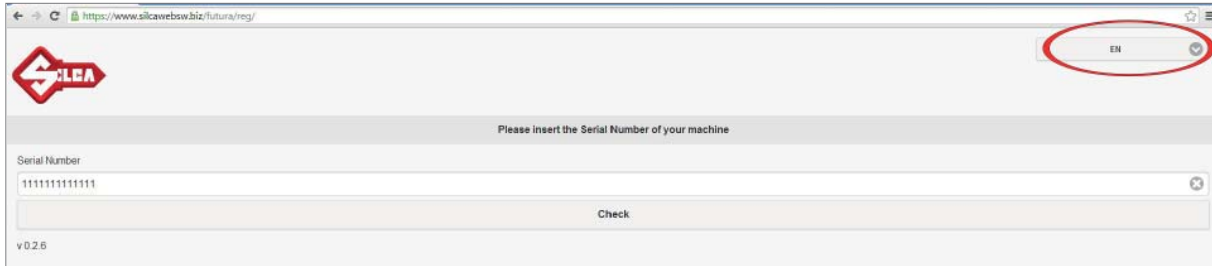 https://www.silcawebsw.biz/futura/reg/
EN
SILCA
Please insert the Serial Number of your machine
Serial Number
1111111111111
Check
v 0.2.6